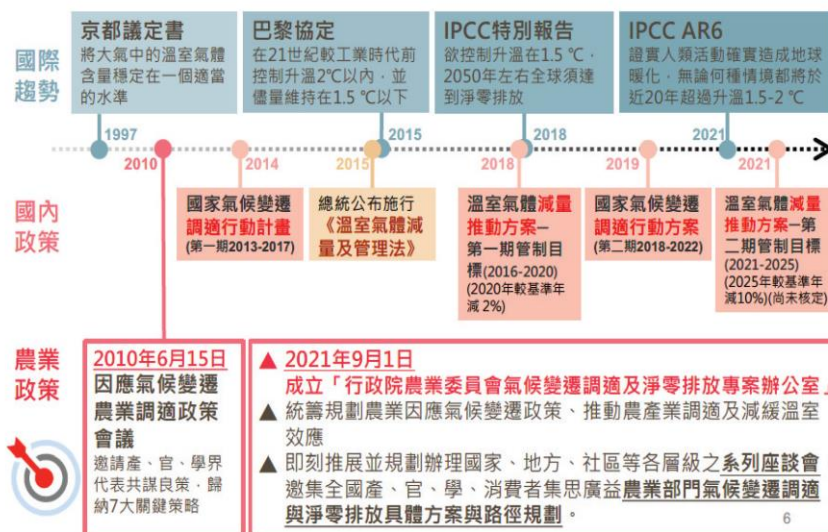 京都議定書
將大氣中的溫室氣體
含量穩定在一個適當
的水準
巴黎協定
在21世紀較工業時代前
控制升溫2℃以內，並
儘量維持在1.5 ℃以下
IPCC特別報告
欲控制升溫在1.5 ℃，
2050年左右全球須達
到淨零排放
IPCC AR6
證實人類活動確實造成地球
暖化，無論何種情境都將於
近20年超過升溫1.5-2 ℃
國際
趨勢
1997
2015
2018
2021
2010
2014
2015
2018
2019
2021
國內
政策
國家氣候變遷
調適行動計畫
(第一期2013-2017)
總統公布施行
《溫室氣體減
量及管理法》
溫室氣體減量
推動方案—
第一期管制目
標(2016-2020)
(2020年較基準年
減2%)
國家氣候變遷
調適行動方案
(第二期2018-2022)
溫室氣體減量
推動方案—第
二期管制目標
(2021-2025)
(2025年較基準年
減10%)(尚未核定)
農業
政策
2010年6月15日
因應氣候變遷
農業調適政策
會議
邀請產、官、學界
代表共謀良策，歸
納7大關鍵策略
▲ 2021年9月1日
成立「行政院農業委員會氣候變遷調適及淨零排放專案辦公室」
▲ 統籌規劃農業因應氣候變遷政策、推動農產業調適及減緩溫室
效應
▲ 即刻推展並規劃辦理國家、地方、社區等各層級之系列座談會
邀集全國產、官、學、消費者集思廣益農業部門氣候變遷調適
與淨零排放具體方案與路徑規劃。
6